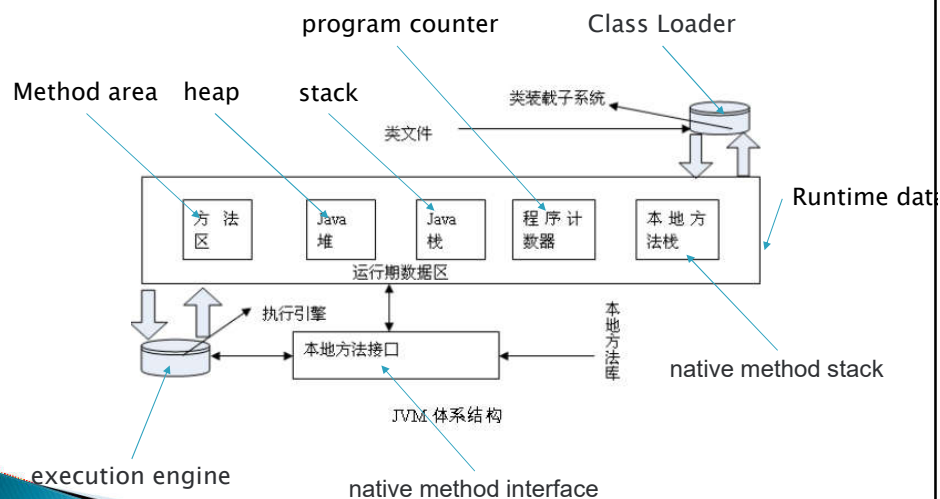 program counter
Class Loader
Method area
heap
stack
类装载子系统
类文件
Runtime data
方 法
区
Java
堆
Java
栈
程 序 计
数器
本 地 方
法栈
运行期数据区
执行引擎
本地方法库
本地方法接口
native method stack
JVM 体系结构
execution engine
native method interface